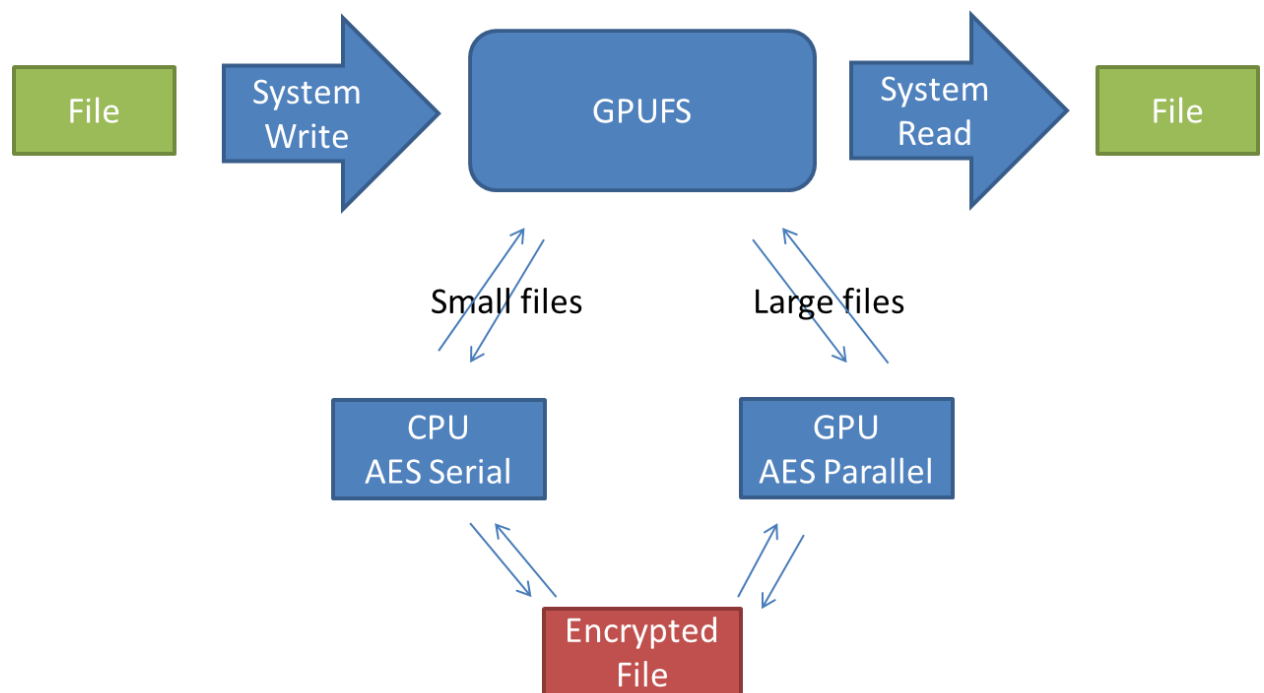 File
System
Write
GPUFS
System
Read
File
Small files
Large files
CPU
AES Serial
GPU
AES Parallel
Encrypted
File